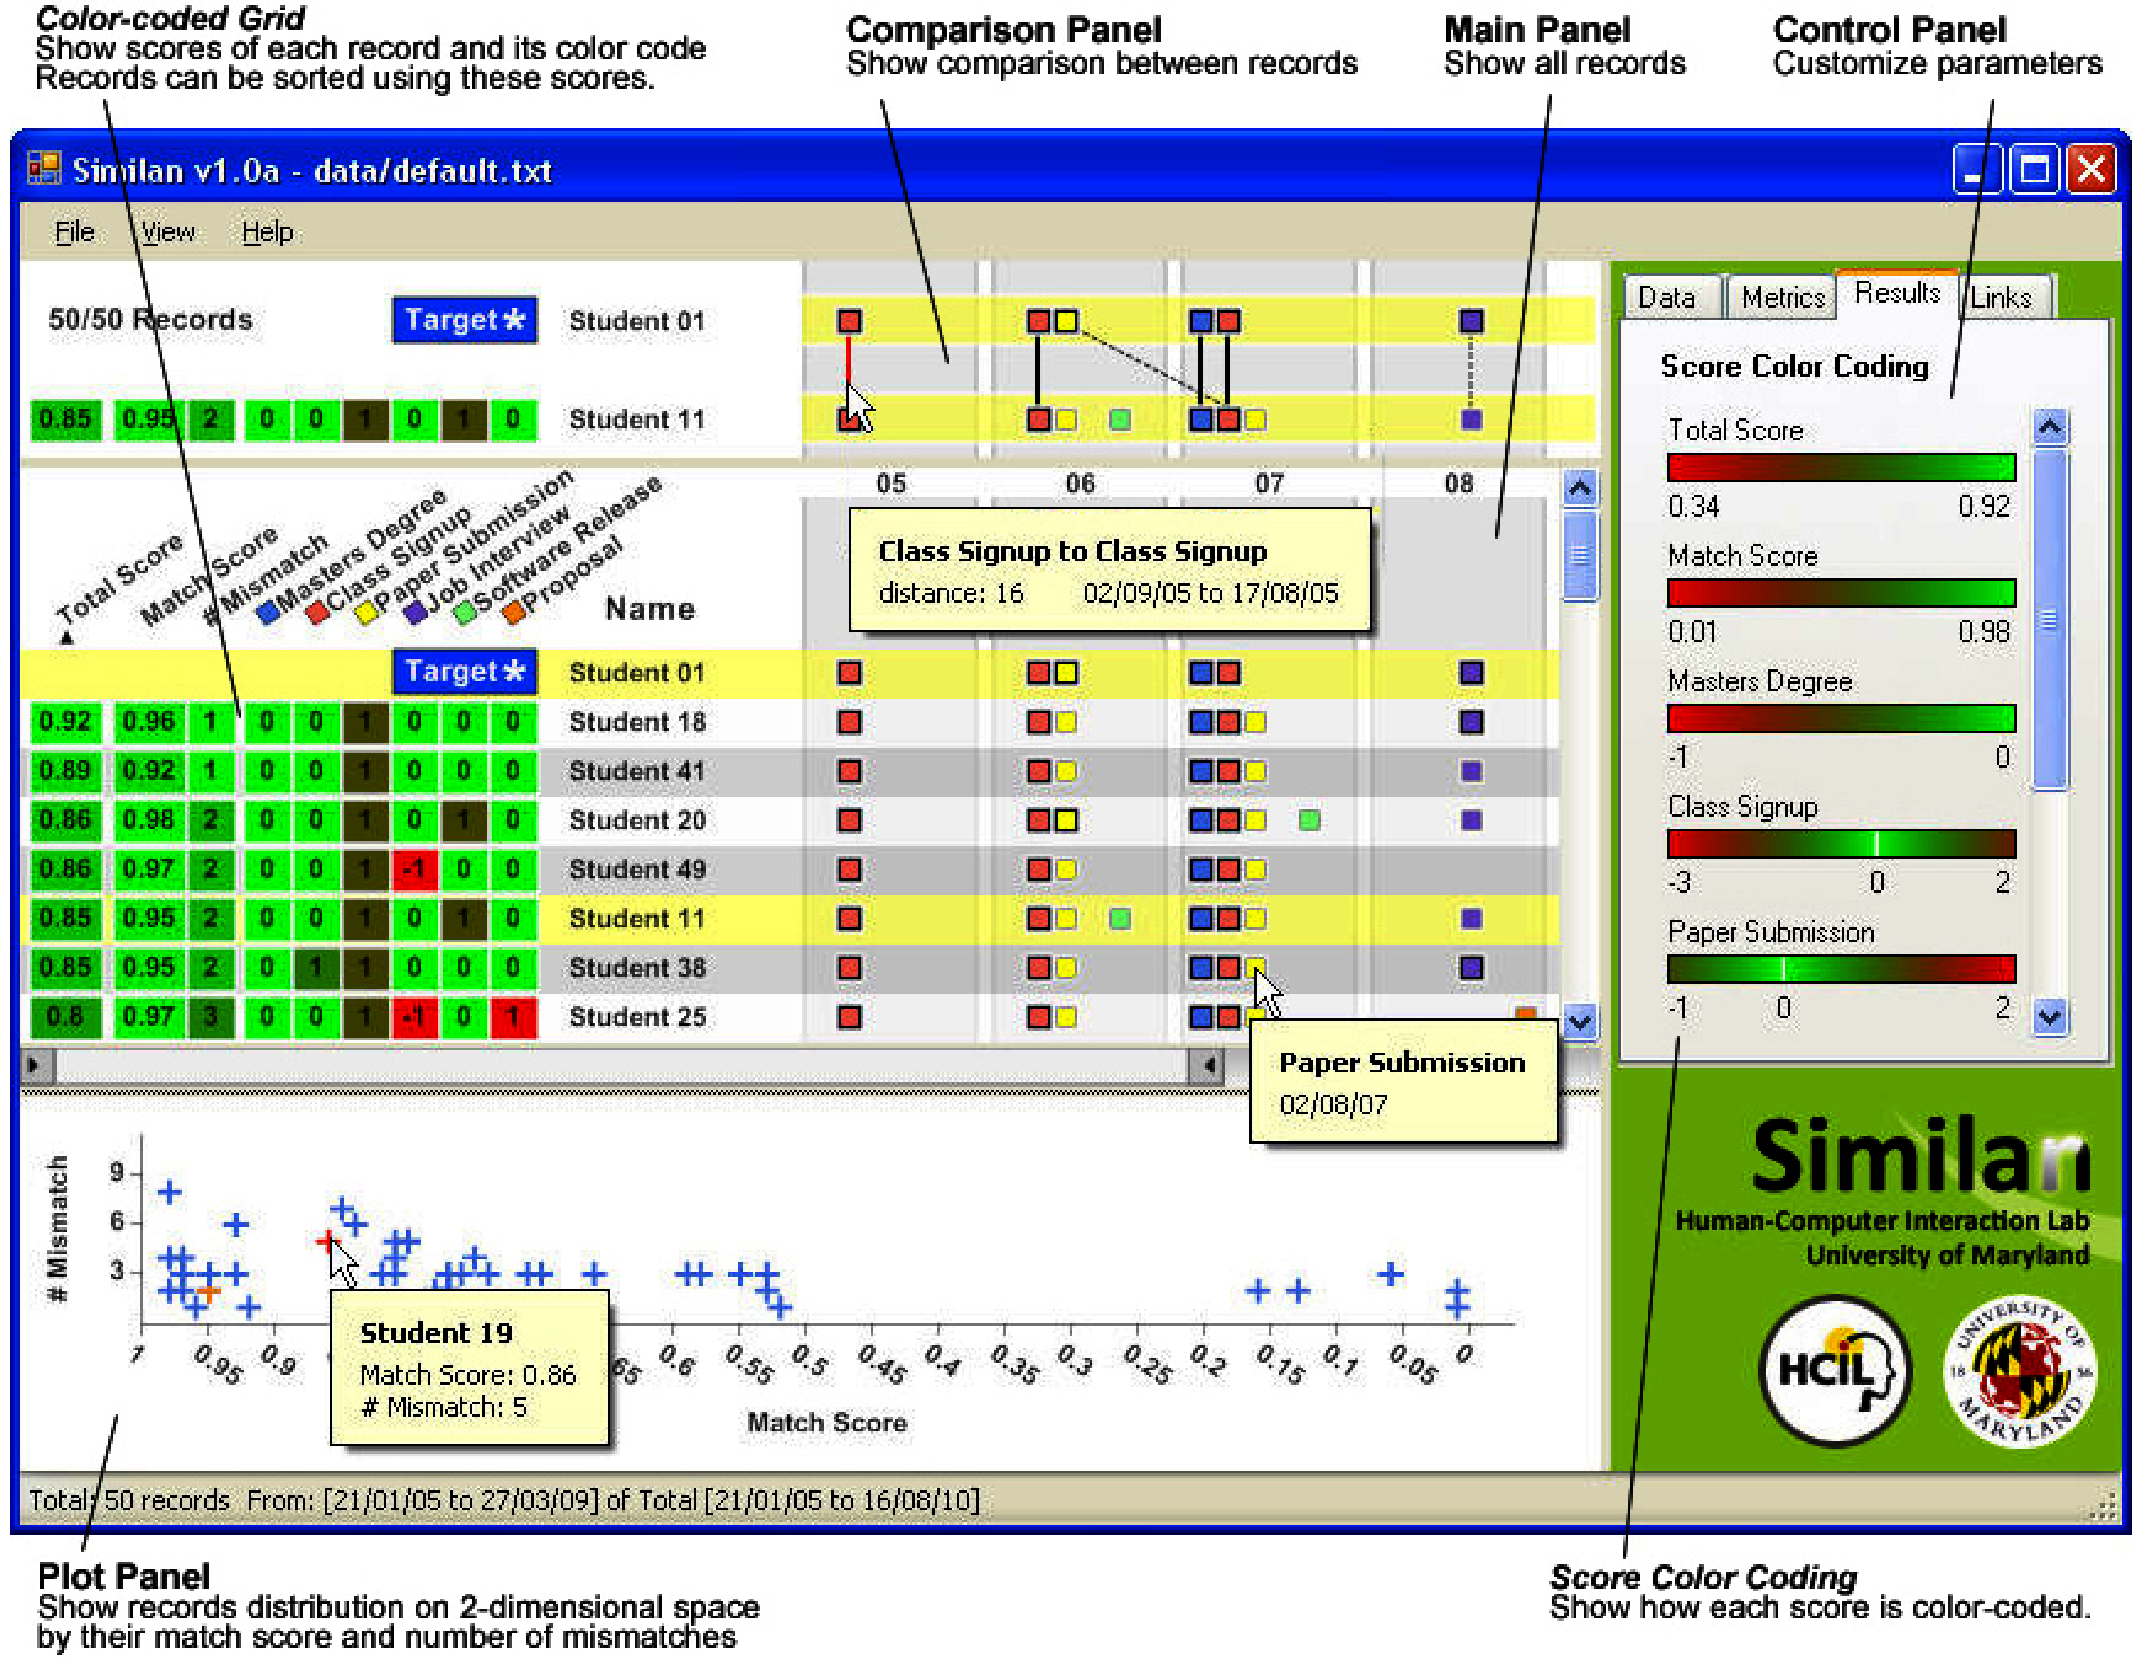 Color-coded Grid
Show scores of each record and its color code
Records can be sorted using these scores.
Comparison Panel
Show comparison between records
Main Panel
Show all records
Control Panel
Customize parameters
Similan v1.0a - data/default.txt
File View Help
50/50 Records Target* Student 01
0.85 0.95 2 0 0 1 0 1 0 Student 11
05 06 07 08
Total Score
Match Score
# Mismatch
Masters Degree
Class Signup
Paper Submission
Job Interview
Software Release
Proposal
Name
Class Signup to Class Signup
distance: 16 02/09/05 to 17/08/05
Target* Student 01
0.92 0.96 1 0 0 1 0 0 0 Student 18
0.89 0.92 1 0 0 1 0 0 0 Student 41
0.86 0.98 2 0 0 1 0 1 0 Student 20
0.86 0.97 2 0 0 1 -1 0 0 Student 49
0.85 0.95 2 0 0 1 0 1 0 Student 11
0.85 0.95 2 0 1 1 0 0 0 Student 38
0.8 0.97 3 0 0 1 -1 0 1 Student 25
Paper Submission
02/08/07
# Mismatch
9
6
3
Student 19
Match Score: 0.86
# Mismatch: 5
1 0.95 0.9 65 0.6 0.55 0.5 0.45 0.4 0.35 0.3 0.25 0.2 0.15 0.1 0.05 0
Match Score
Data Metrics Results Links
Score Color Coding
Total Score
0.34 0.92
Match Score
0.01 0.98
Masters Degree
-1 0
Class Signup
-3 0 2
Paper Submission
-1 0 2
Similan
Human-Computer Interaction Lab
University of Maryland
HCIL
UNIVERSITY OF
18 56
MARYLAND
Total: 50 records From: [21/01/05 to 27/03/09] of Total [21/01/05 to 16/08/10]
Plot Panel
Show records distribution on 2-dimensional space
by their match score and number of mismatches
Score Color Coding
Show how each score is color-coded.